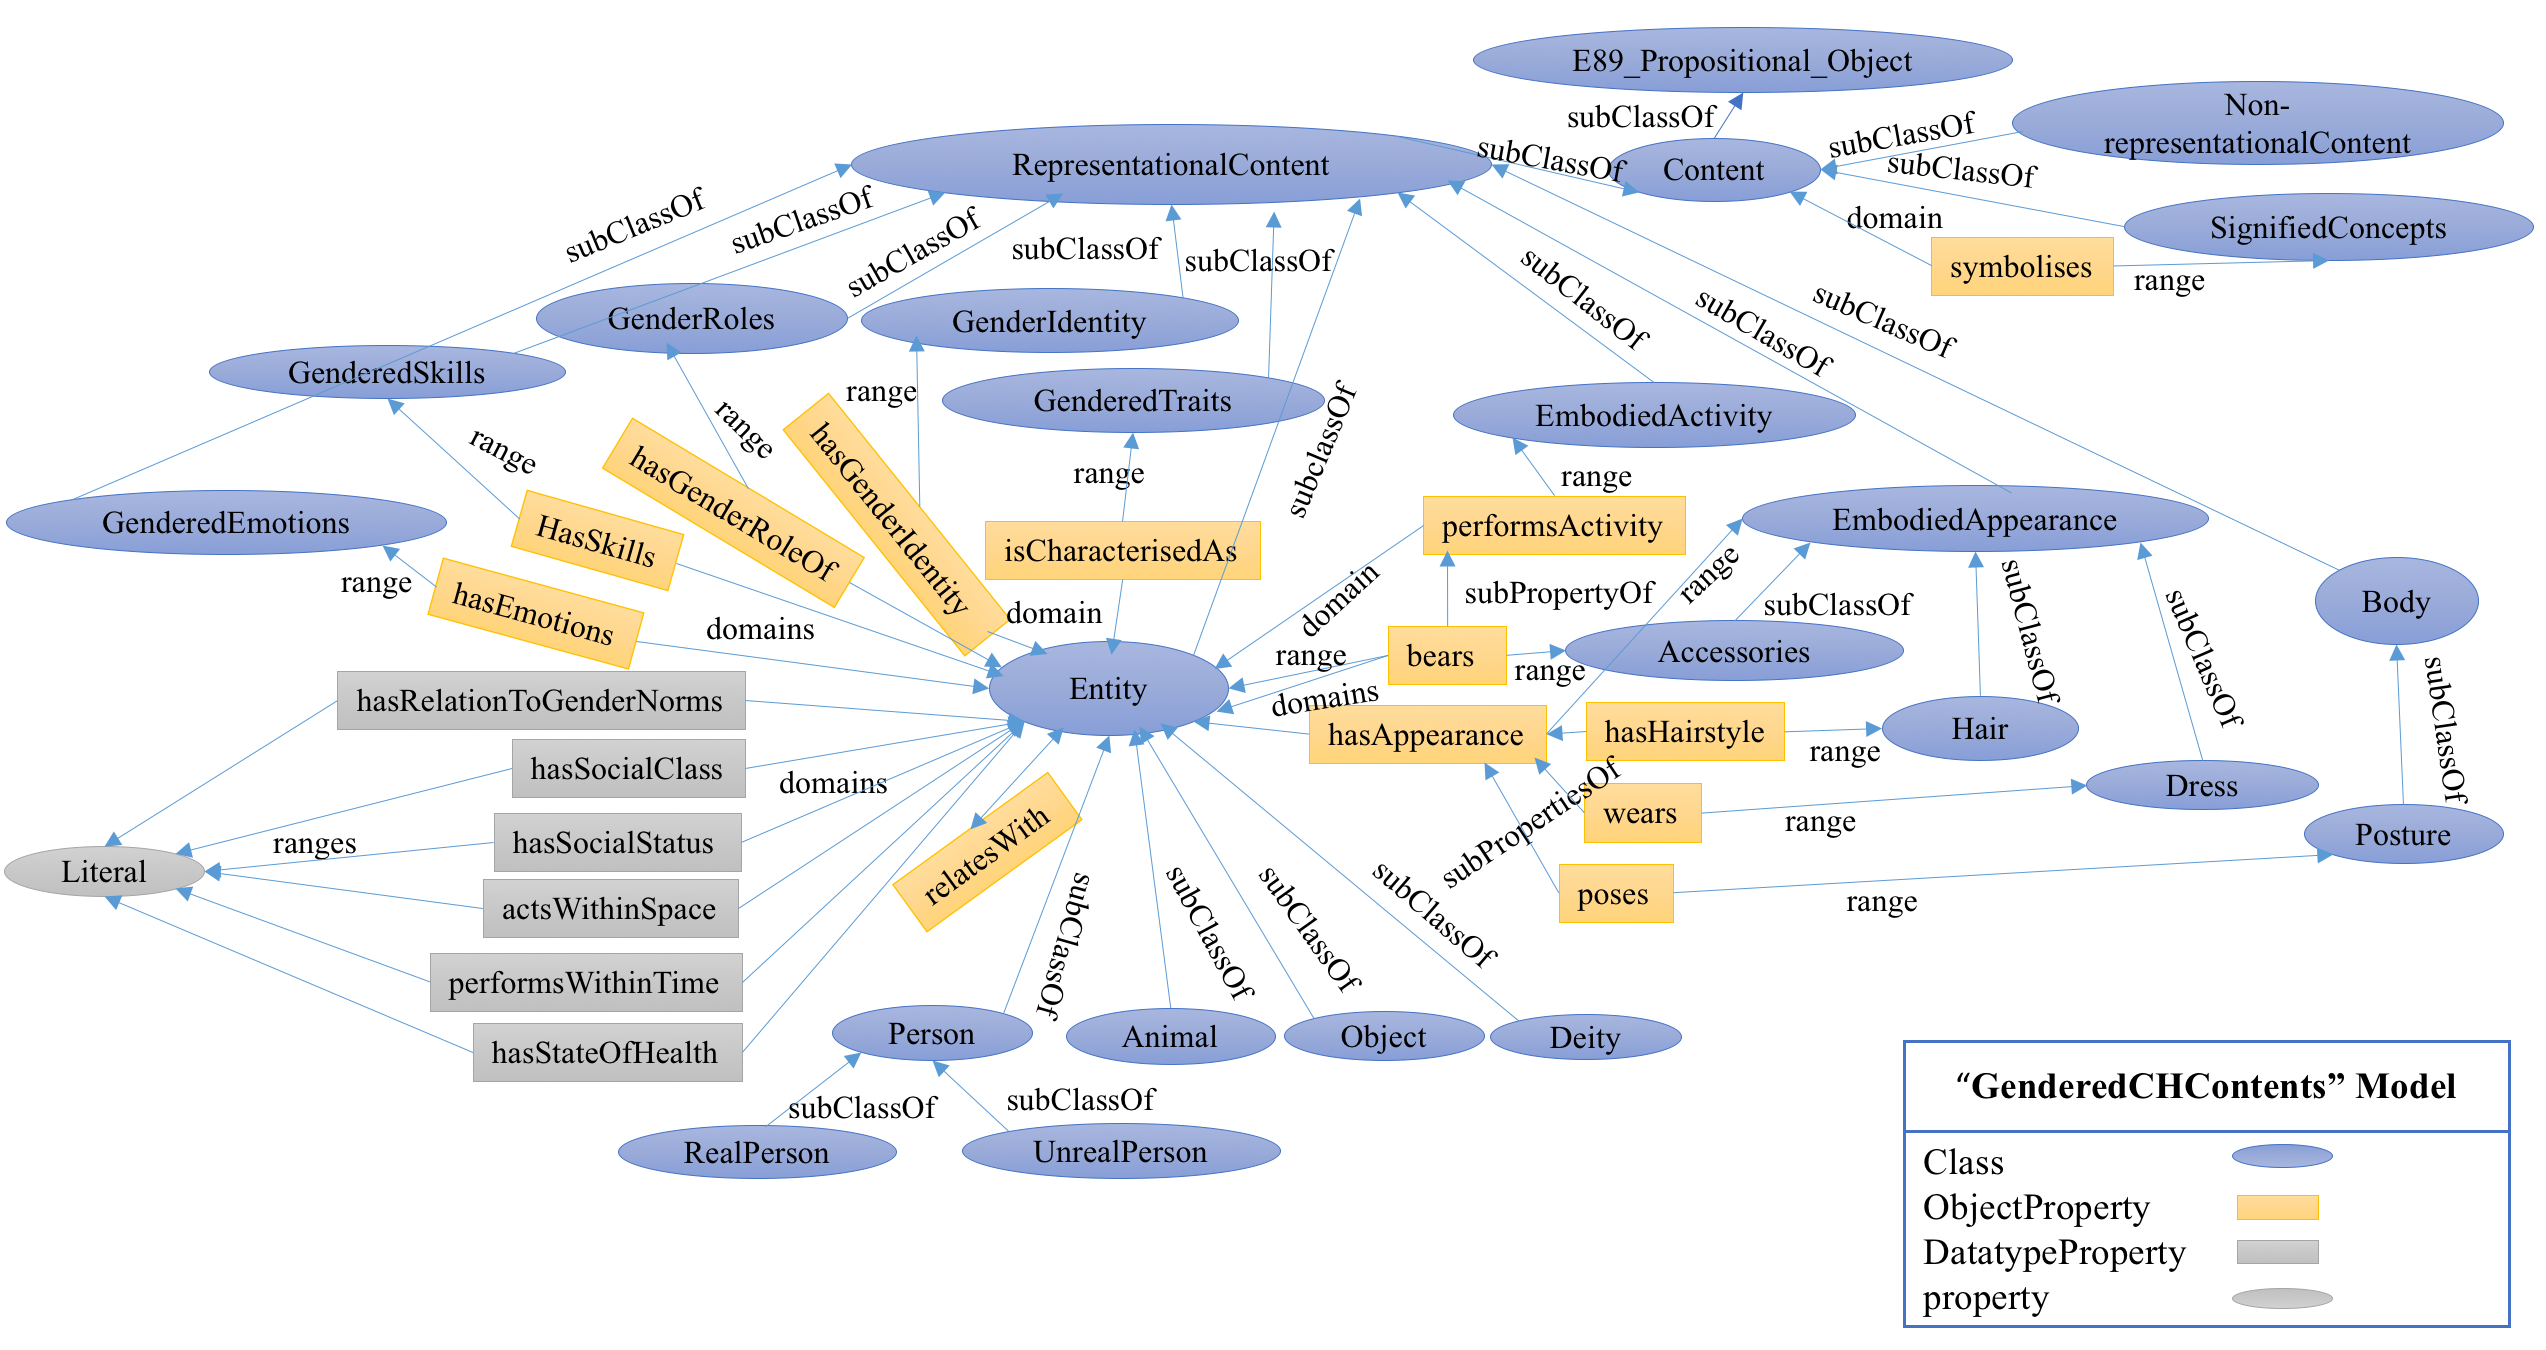 E89_Propositional_Object
subClassOf
Non-
representationalContent
subClassOf
RepresentationalContent
subClassOf
Content
subClassOf
SignifiedConcepts
domain
symbolises
range
subClassOf
subClassOf
subClassOf
subClassOf
subClassOf
subClassOf
subClassOf
subClassOf
GenderRoles
GenderIdentity
GenderedSkills
range
GenderedTraits
subclassOf
EmbodiedActivity
range
range
hasGenderIdentity
range
range
GenderedEmotions
HasSkills
hasGenderRoleOf
isCharacterisedAs
performsActivity
EmbodiedAppearance
range
hasEmotions
domains
domain
domain
subPropertyOf
range
subClassOf
subClassOf
subClassOf
Body
range
bears
range
Accessories
Entity
domains
subClassOf
hasRelationToGenderNorms
hasAppearance
hasHairstyle
range
Hair
hasSocialClass
domains
subPropertiesOf
Dress
wears
range
Posture
hasSocialStatus
ranges
relatesWith
Literal
poses
range
actsWithinSpace
subClassOf
subClassOf
subClassOf
subClassOf
performsWithinTime
hasStateOfHealth
Person
Animal
Object
Deity
subClassOf
subClassOf
RealPerson
UnrealPerson
“GenderedCHContents” Model
Class
ObjectProperty
DatatypeProperty
property